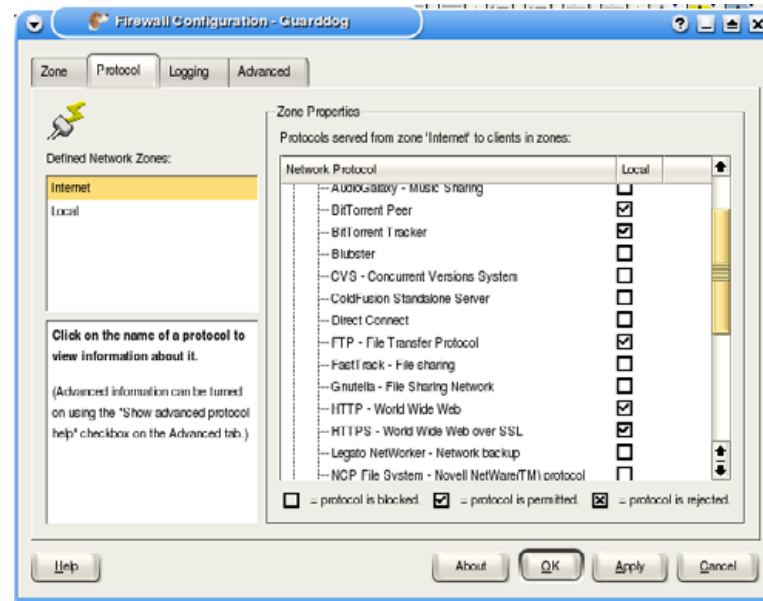 Firewall Configuration - Guarddog
Zone Protocol Logging Advanced
Defined Network Zones:
Internet
Local
Click on the name of a protocol to
view information about it.
(Advanced information can be turned
on using the "Show advanced protocol
help" checkbox on the Advanced tab.)
Zone Properties
Protocols served from zone 'Internet' to clients in zones:
Network Protocol Local
AudioGalaxy - Music Sharing
BitTorrent Peer
BitTorrent Tracker
Blubster
CVS - Concurrent Versions System
ColdFusion Standalone Server
Direct Connect
FTP - File Transfer Protocol
FastTrack - File sharing
Gnutella - File Sharing Network
HTTP - World Wide Web
HTTPS - World Wide Web over SSL
Legato NetWorker - Network backup
NCP File System - Novell NetWare(TM) protocol
= protocol is blocked. = protocol is permitted. = protocol is rejected.
Help About OK Apply Cancel